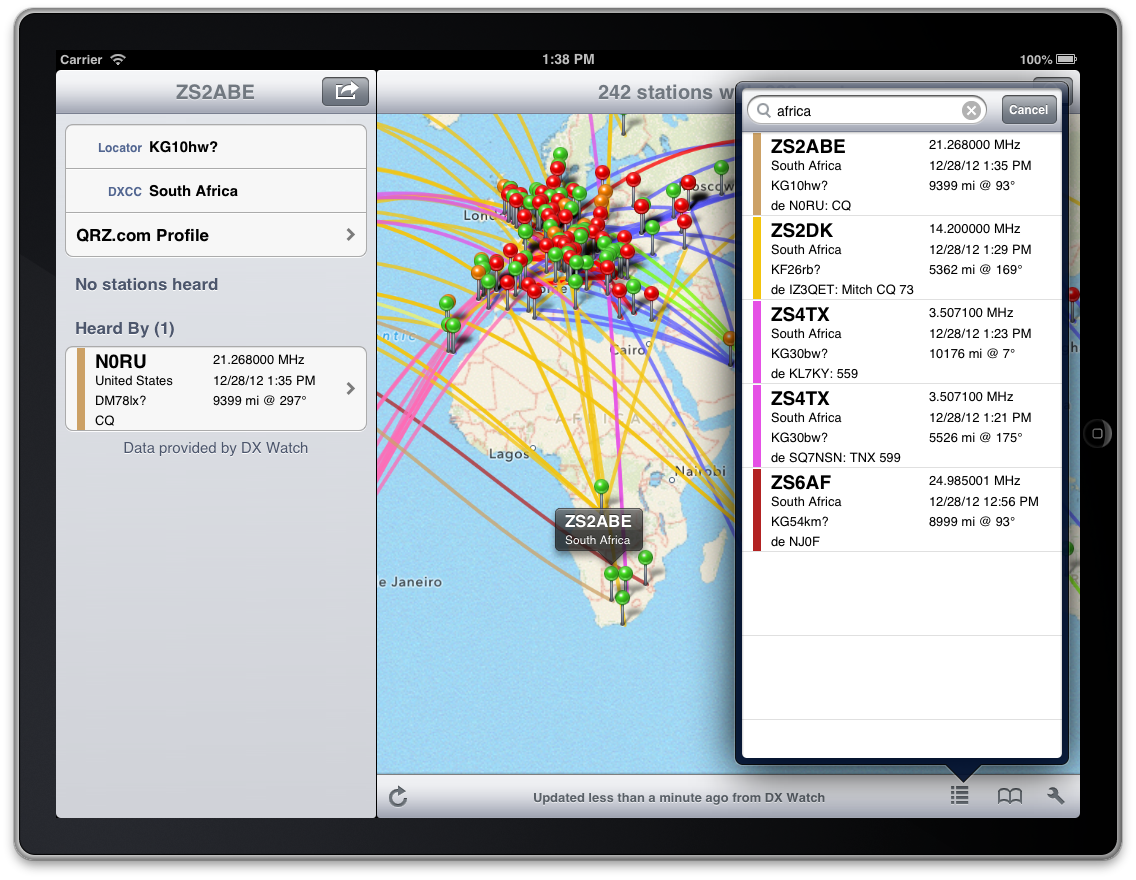 Carrier 1:38 PM 100%
ZS2ABE
Locator KG10hw?
DXCC South Africa
QRZ.com Profile
No stations heard
Heard By (1)
N0RU 21.268000 MHz
United States 12/28/12 1:35 PM
DM78lx? 9399 mi @ 297°
CQ
Data provided by DX Watch
242 stations w
Moscow
Lond
Cairo
AFRICA
Lagos
Nairobi
ZS2ABE
South Africa
e Janeiro
antic
h
Updated less than a minute ago from DX Watch
africa Cancel
ZS2ABE 21.268000 MHz
South Africa 12/28/12 1:35 PM
KG10hw? 9399 mi @ 93°
de N0RU: CQ
ZS2DK 14.200000 MHz
South Africa 12/28/12 1:29 PM
KF26rb? 5362 mi @ 169°
de IZ3QET: Mitch CQ 73
ZS4TX 3.507100 MHz
South Africa 12/28/12 1:23 PM
KG30bw? 10176 mi @ 7°
de KL7KY: 559
ZS4TX 3.507100 MHz
South Africa 12/28/12 1:21 PM
KG30bw? 5526 mi @ 175°
de SQ7NSN: TNX 599
ZS6AF 24.985001 MHz
South Africa 12/28/12 12:56 PM
KG54km? 8999 mi @ 93°
de NJ0F